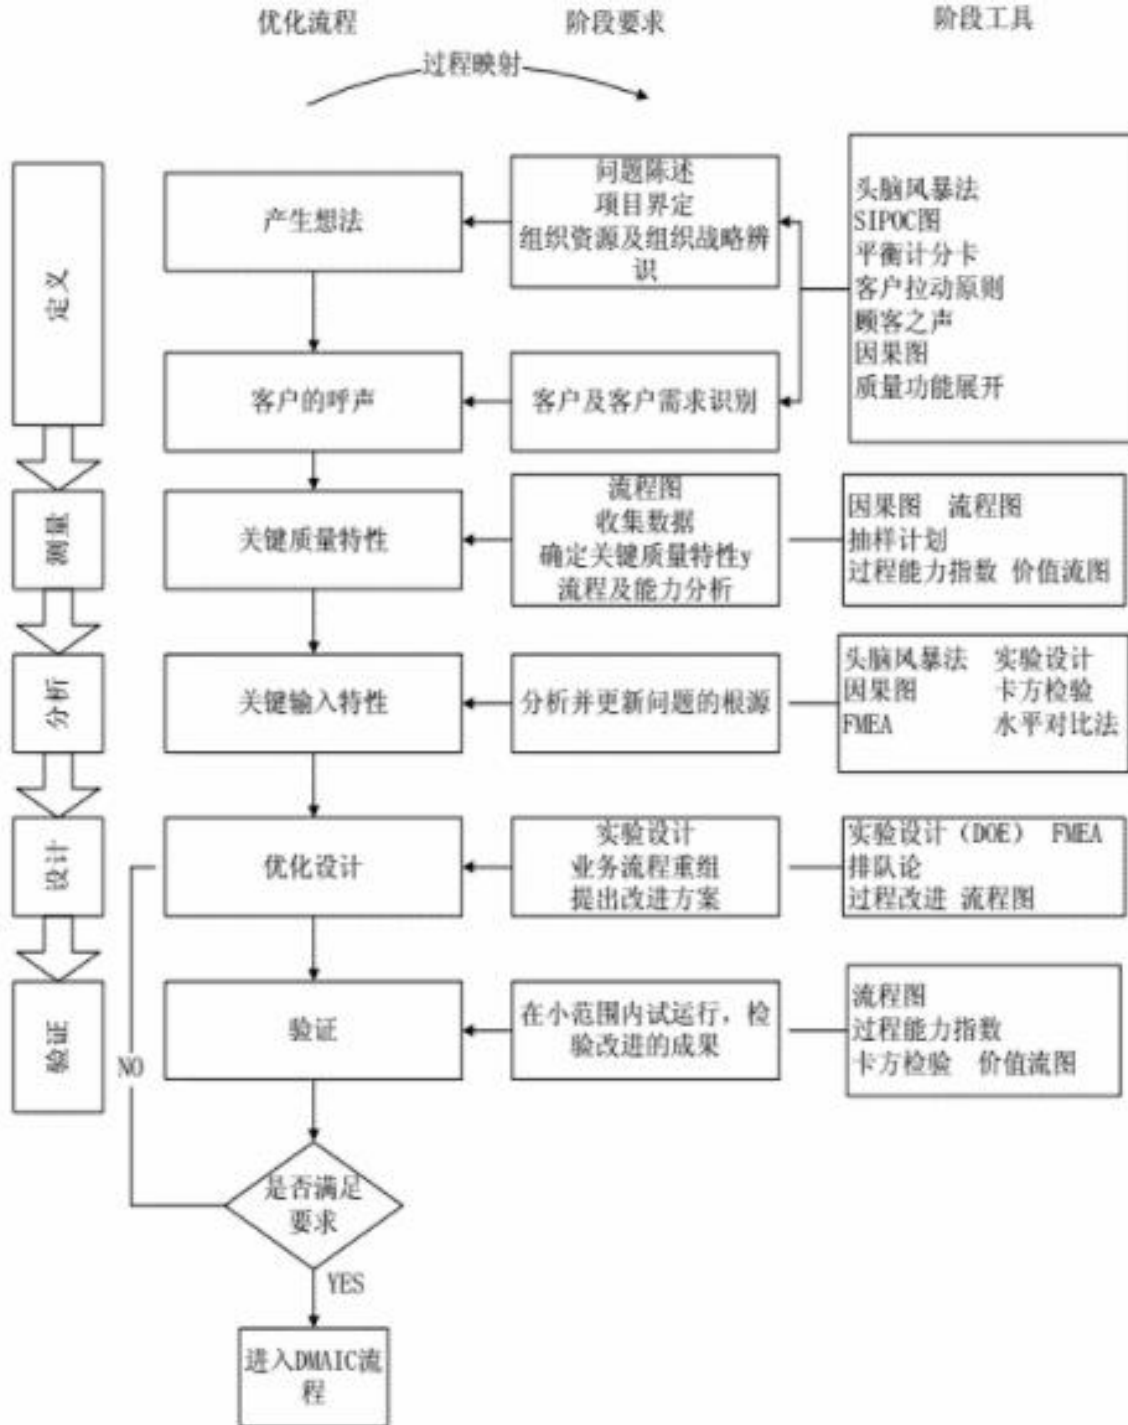 优化流程
阶段要求
阶段工具
过程映射
定义
产生想法
问题陈述
项目界定
组织资源及组织战略辨
识
头脑风暴法
SIPOC图
平衡计分卡
客户拉动原则
顾客之声
因果图
质量功能展开
客户的呼声
客户及客户需求识别
测量
关键质量特性
流程图
收集数据
确定关键质量特性y
流程及能力分析
因果图 流程图
抽样计划
过程能力指数 价值流图
分析
关键输入特性
分析并更新问题的根源
头脑风暴法 实验设计
因果图 卡方检验
FMEA 水平对比法
设计
优化设计
实验设计
业务流程重组
提出改进方案
实验设计（DOE） FMEA
排队论
过程改进 流程图
验证
验证
在小范围内试运行，检
验改进的成果
流程图
过程能力指数
卡方检验 价值流图
NO
是否满足
要求
YES
进入DMAIC流
程